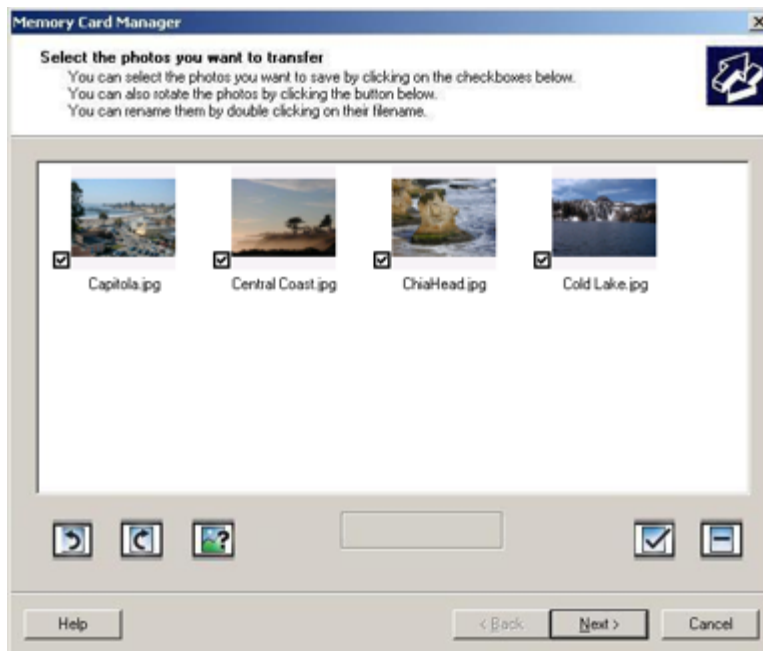 Memory Card Manager
Select the photos you want to transfer
You can select the photos you want to save by clicking on the checkboxes below.
You can also rotate the photos by clicking the button below.
You can rename them by double clicking on their filename.
Capitola.jpg Central Coast.jpg ChiaHead.jpg Cold Lake.jpg
Help < Back Next > Cancel